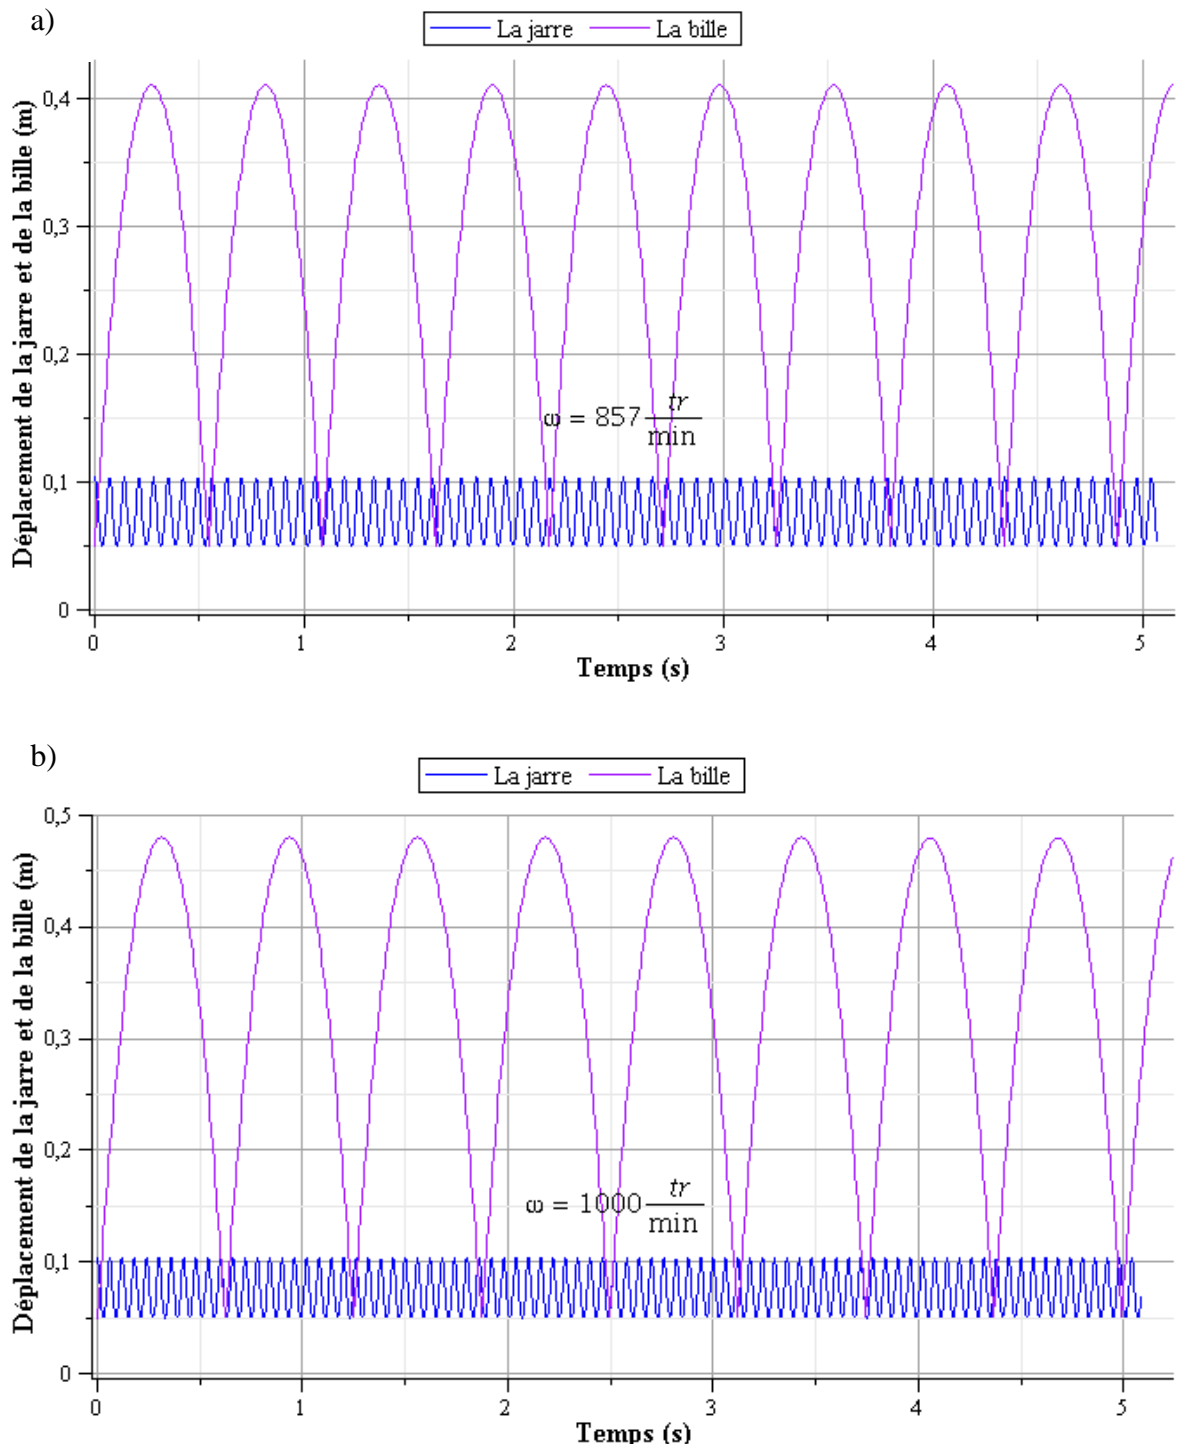 a)
La jarre La bille
Déplacement de la jarre et de la bille (m)
0,4
0,3
0,2
0,1
0
ω = 857 tr/min
0 1 2 3 4 5
Temps (s)
b)
La jarre La bille
Déplacement de la jarre et de la bille (m)
0,5
0,4
0,3
0,2
0,1
0
ω = 1000 tr/min
0 1 2 3 4 5
Temps (s)